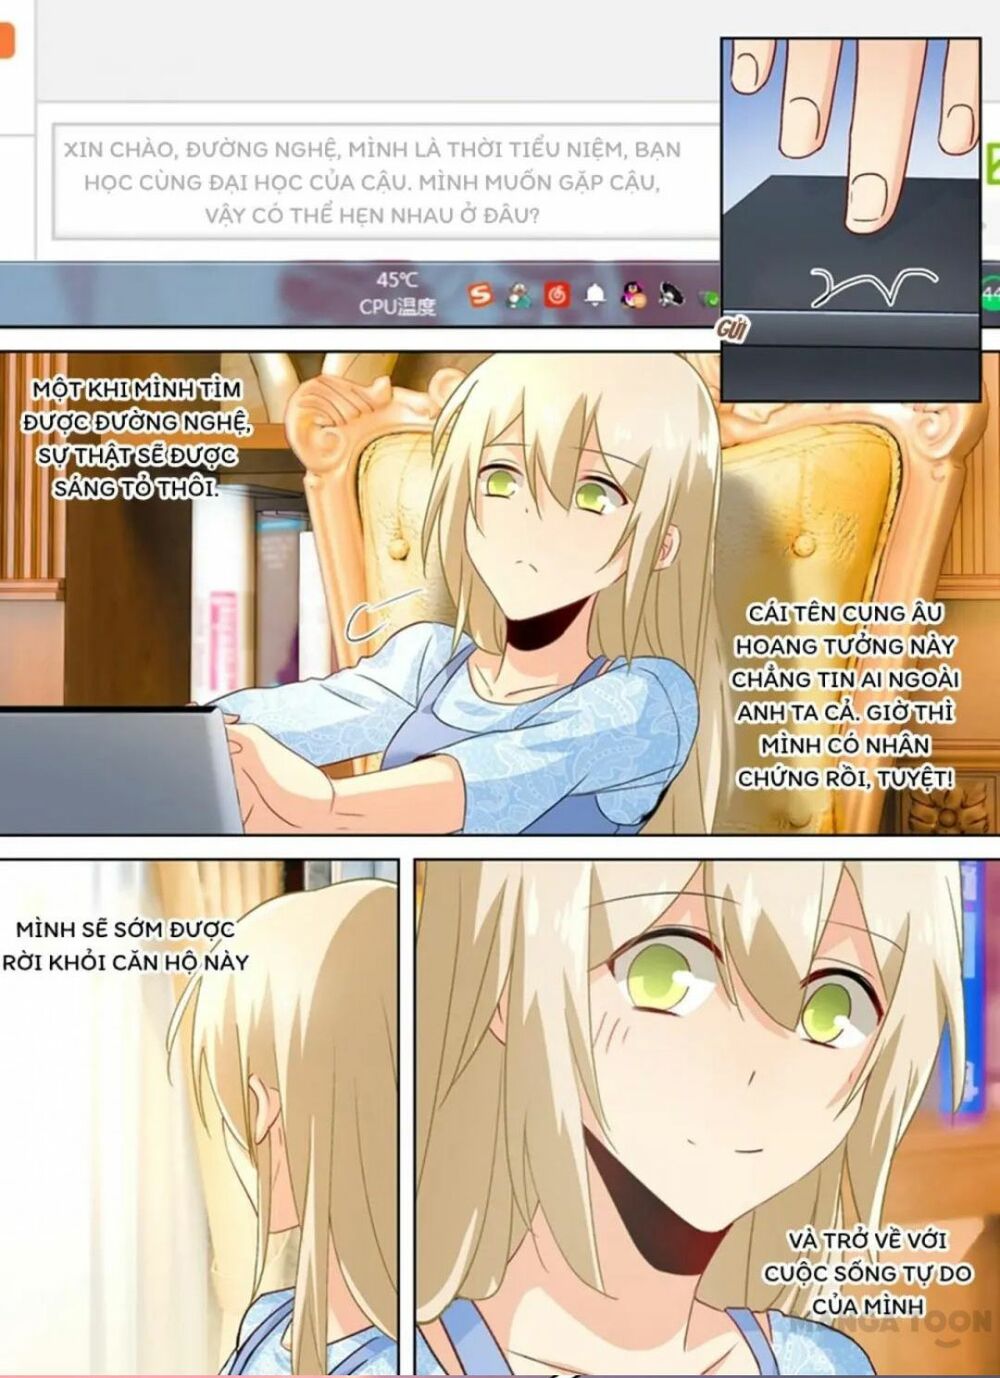 XIN CHÀO, ĐƯỜNG NGHỆ, MÌNH LÀ THỜI TIỂU NIỆM, BẠN
HỌC CÙNG ĐẠI HỌC CỦA CẬU. MÌNH MUỐN GẶP CẬU,
VẬY CÓ THỂ HẸN NHAU Ở ĐÂU?
45℃
CPU温度
44
GỬI
MỘT KHI MÌNH TÌM
ĐƯỢC ĐƯỜNG NGHỆ,
SỰ THẬT SẼ ĐƯỢC
SÁNG TỎ THÔI.
CÁI TÊN CUNG ÂU
HOANG TƯỞNG NÀY
CHẲNG TIN AI NGOÀI
ANH TA CẢ. GIỜ THÌ
MÌNH CÓ NHÂN
CHỨNG RỒI, TUYỆT!
MÌNH SẼ SỚM ĐƯỢC
RỜI KHỎI CĂN HỘ NÀY
VÀ TRỞ VỀ VỚI
CUỘC SỐNG TỰ DO
CỦA MÌNH
MANGA TOON